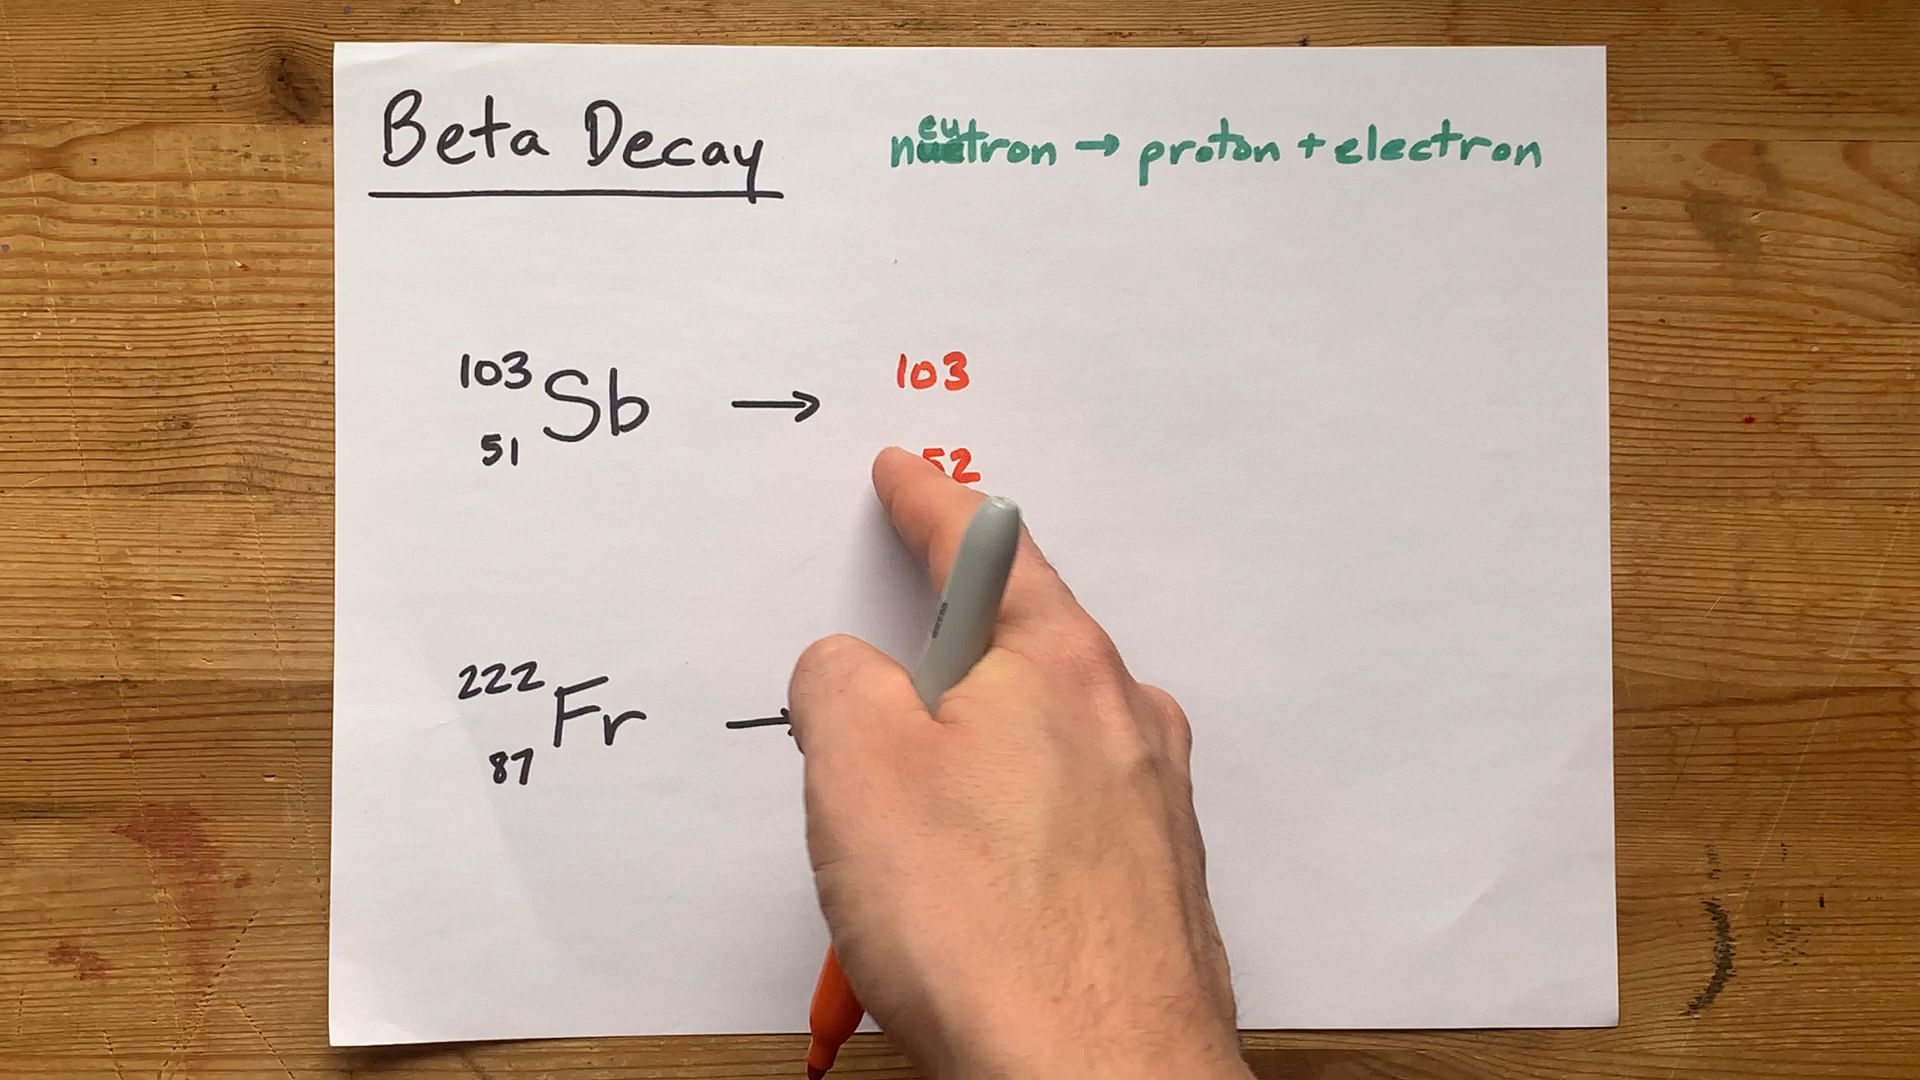 Beta Decay
neutron → proton + electron
103 Sb → 103
51 52
222 Fr →
87